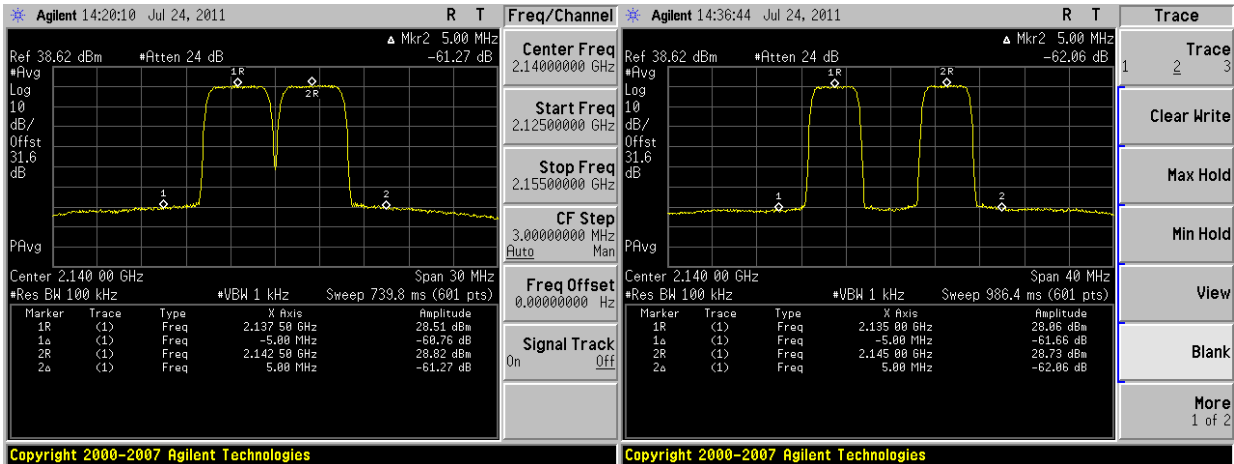 Agilent 14:20:10 Jul 24, 2011 R T Freq/Channel
Δ Mkr2 5.00 MHz
Ref 38.62 dBm #Atten 24 dB -61.27 dB
#Avg
Log
10
dB/
Offst
31.6
dB
PAvg
1R
2R
1
2
Center 2.140 00 GHz Span 30 MHz
#Res BW 100 kHz #VBW 1 kHz Sweep 739.8 ms (601 pts)
Marker Trace Type X Axis Amplitude
1R (1) Freq 2.137 50 GHz 28.51 dBm
1Δ (1) Freq -5.00 MHz -60.76 dB
2R (1) Freq 2.142 50 GHz 28.82 dBm
2Δ (1) Freq 5.00 MHz -61.27 dB
Center Freq
2.14000000 GHz
Start Freq
2.12500000 GHz
Stop Freq
2.15500000 GHz
CF Step
3.00000000 MHz
Auto Man
Freq Offset
0.00000000 Hz
Signal Track
On Off
Copyright 2000-2007 Agilent Technologies
Agilent 14:36:44 Jul 24, 2011 R T Trace
Δ Mkr2 5.00 MHz
Ref 38.62 dBm #Atten 24 dB -62.06 dB
#Avg
Log
10
dB/
Offst
31.6
dB
PAvg
1R
2R
1
2
Center 2.140 00 GHz Span 40 MHz
#Res BW 100 kHz #VBW 1 kHz Sweep 986.4 ms (601 pts)
Marker Trace Type X Axis Amplitude
1R (1) Freq 2.135 00 GHz 28.06 dBm
1Δ (1) Freq -5.00 MHz -61.66 dB
2R (1) Freq 2.145 00 GHz 28.73 dBm
2Δ (1) Freq 5.00 MHz -62.06 dB
Trace
1 2 3
Clear Write
Max Hold
Min Hold
View
Blank
More
1 of 2
Copyright 2000-2007 Agilent Technologies